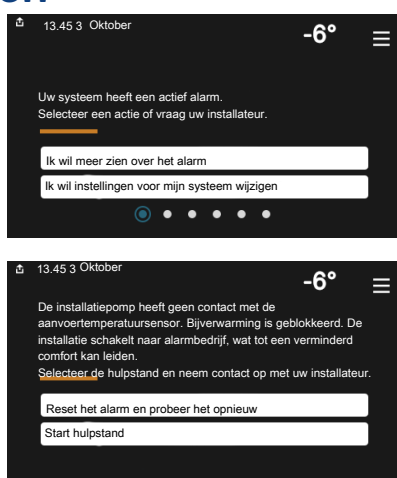 13.45 3 Oktober
-6°
Uw systeem heeft een actief alarm.
Selecteer een actie of vraag uw installateur.
Ik wil meer zien over het alarm
Ik wil instellingen voor mijn systeem wijzigen
13.45 3 Oktober
-6°
De installatiepomp heeft geen contact met de
aanvoertemperatuursensor. Bijverwarming is geblokkeerd. De
installatie schakelt naar alarmbedrijf, wat tot een verminderd
comfort kan leiden.
Selecteer de hulpstand en neem contact op met uw installateur.
Reset het alarm en probeer het opnieuw
Start hulpstand